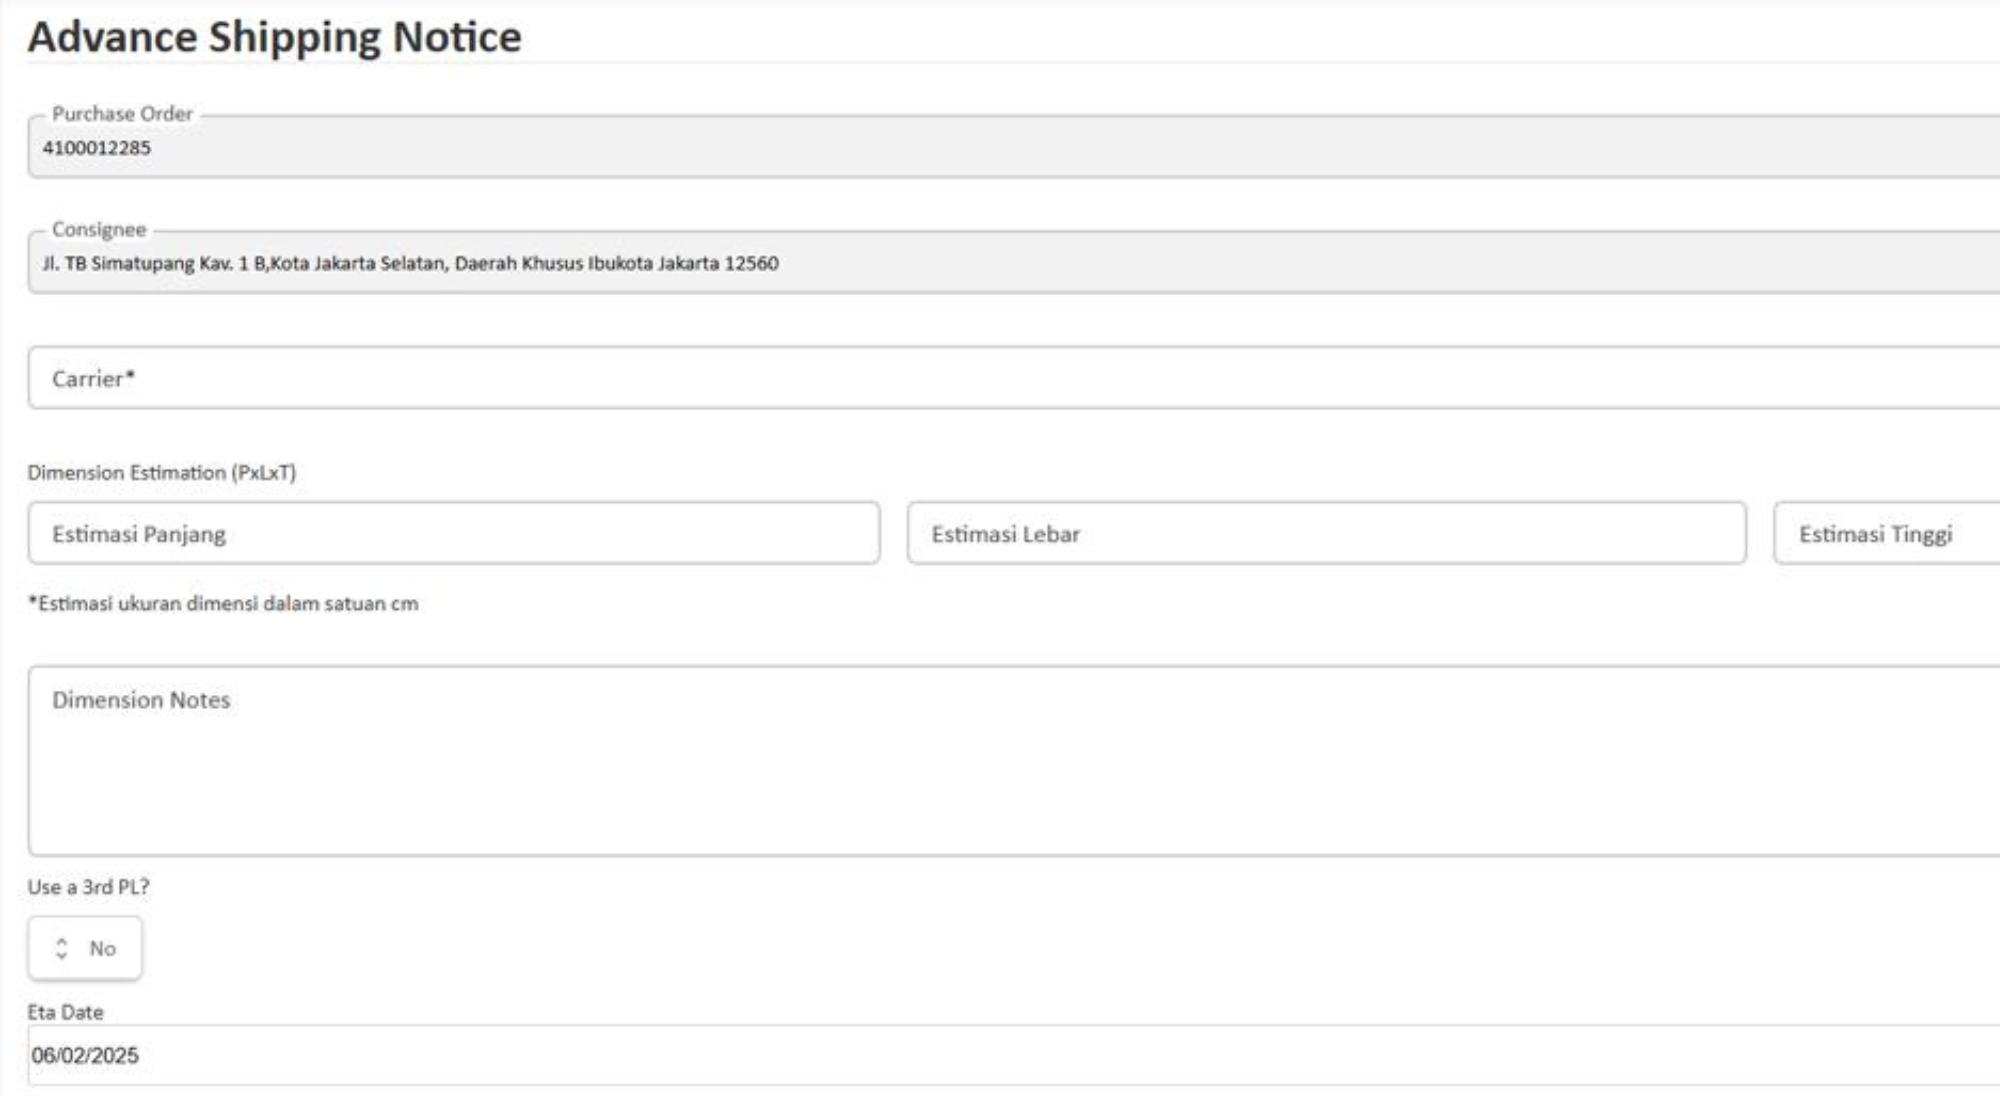 Advance Shipping Notice
Purchase Order
4100012285
Consignee
Jl. TB Simatupang Kav. 1 B,Kota Jakarta Selatan, Daerah Khusus Ibukota Jakarta 12560
Carrier*
Dimension Estimation (PxLxT)
Estimasi Panjang
Estimasi Lebar
Estimasi Tinggi
*Estimasi ukuran dimensi dalam satuan cm
Dimension Notes
Use a 3rd PL?
No
Eta Date
06/02/2025